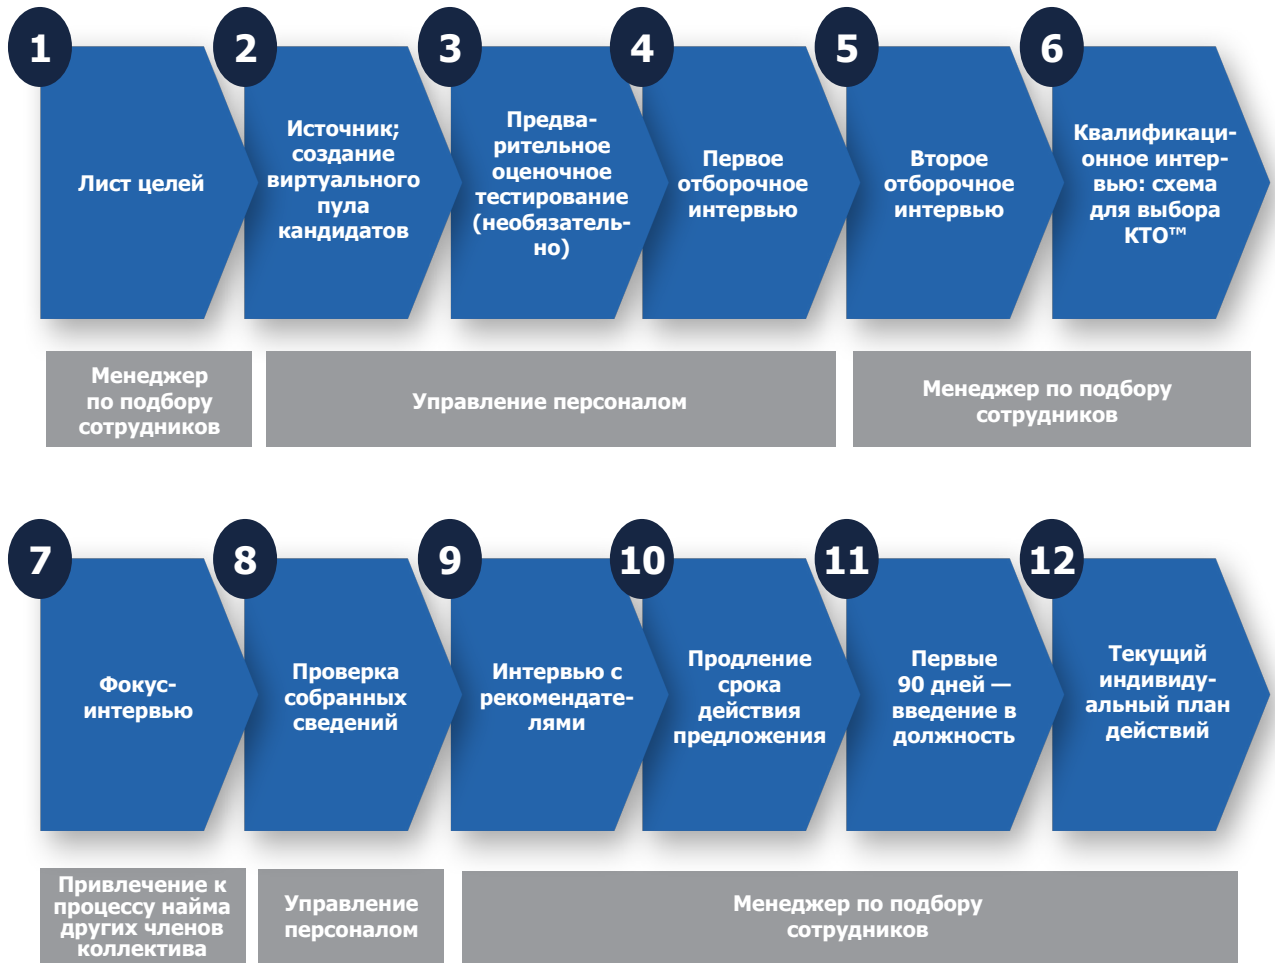 1
Лист целей
2
Источник;
создание
виртуального
пула
кандидатов
3
Предва-
рительное
оценочное
тестирование
(необязатель-
но)
4
Первое
отборочное
интервью
5
Второе
отборочное
интервью
6
Квалификаци-
онное интер-
вью: схема
для выбора
КТО™
Менеджер
по подбору
сотрудников
Управление персоналом
Менеджер по подбору
сотрудников
7
Фокус-
интервью
8
Проверка
собранных
сведений
9
Интервью с
рекомендате-
лями
10
Продление
срока
действия
предложения
11
Первые
90 дней —
введение в
должность
12
Текущий
индивиду-
альный план
действий
Привлечение к
процессу найма
других членов
коллектива
Управление
персоналом
Менеджер по подбору
сотрудников